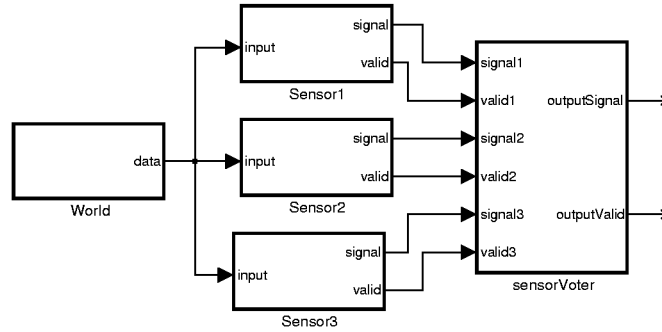 signal
input
valid
Sensor1
signal1
valid1
outputSignal
data
World
signal
input
valid
Sensor2
signal2
valid2
signal3
outputValid
valid3
sensorVoter
signal
input
valid
Sensor3